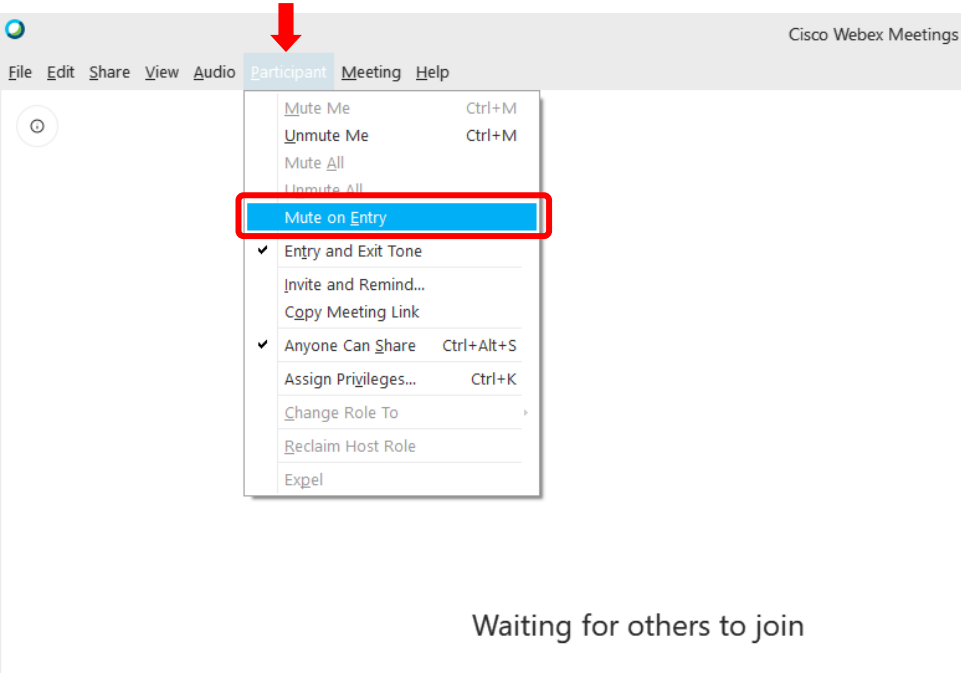 Cisco Webex Meetings
File Edit Share View Audio Participant Meeting Help
Mute Me Ctrl+M
Unmute Me Ctrl+M
Mute All
Unmute All
Mute on Entry
Entry and Exit Tone
Invite and Remind...
Copy Meeting Link
Anyone Can Share Ctrl+Alt+S
Assign Privileges... Ctrl+K
Change Role To
Reclaim Host Role
Expel
Waiting for others to join